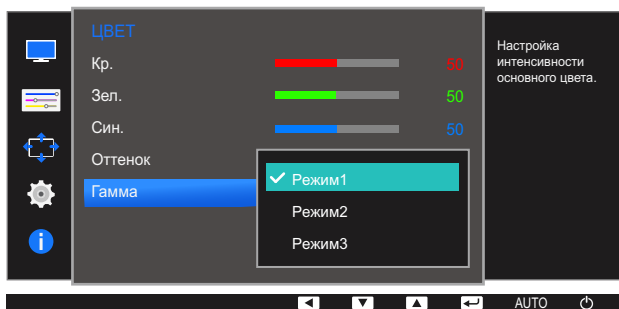 ЦВЕТ
Кр. 50
Зел. 50
Син. 50
Оттенок
Гамма
Режим1
Режим2
Режим3
Настройка
интенсивности
основного цвета.
AUTO